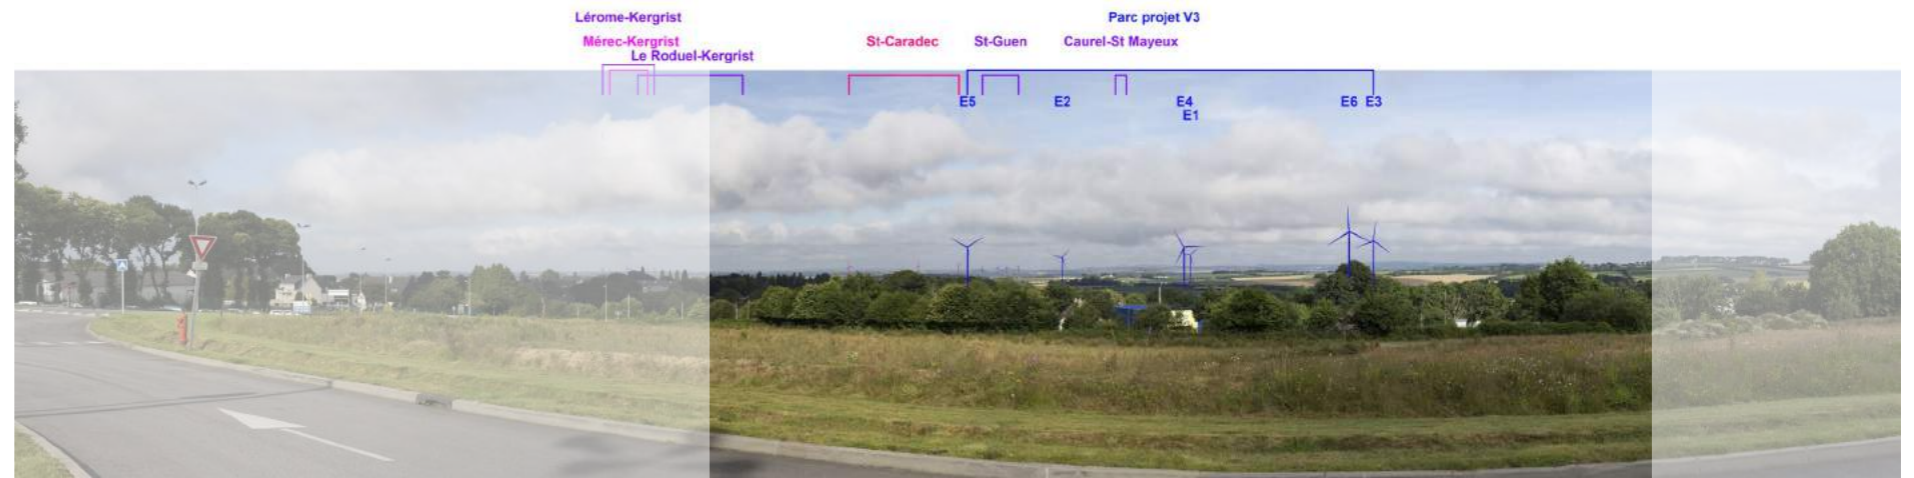 Lérome-Kergrist
Parc projet V3
Mérec-Kergrist
St-Caradec
St-Guen
Caurel-St Mayeux
Le Roduel-Kergrist
E5
E2
E4
E6
E3
E1